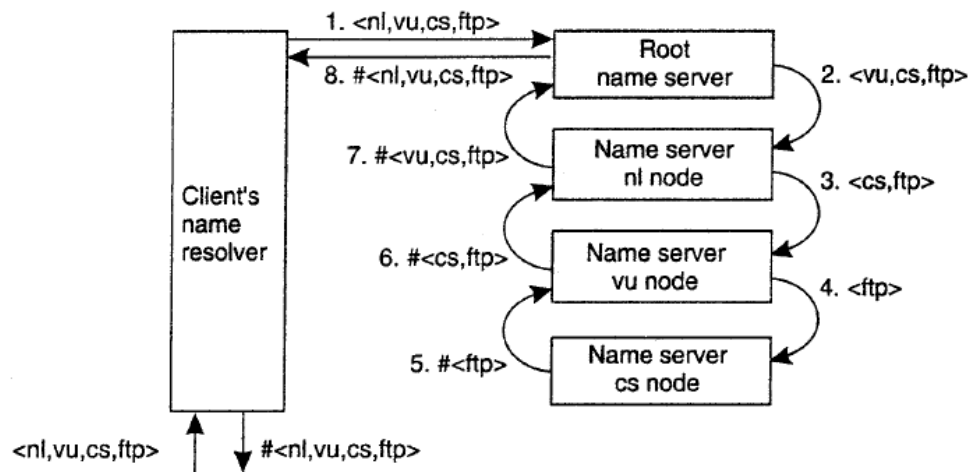 1. <nl,vu,cs,ftp>
Root
name server
2. <vu,cs,ftp>
8. #<nl,vu,cs,ftp>
7. #<vu,cs,ftp>
Name server
nl node
3. <cs,ftp>
Client's
name
resolver
6. #<cs,ftp>
Name server
vu node
4. <ftp>
5. #<ftp>
Name server
cs node
<nl,vu,cs,ftp>
#<nl,vu,cs,ftp>